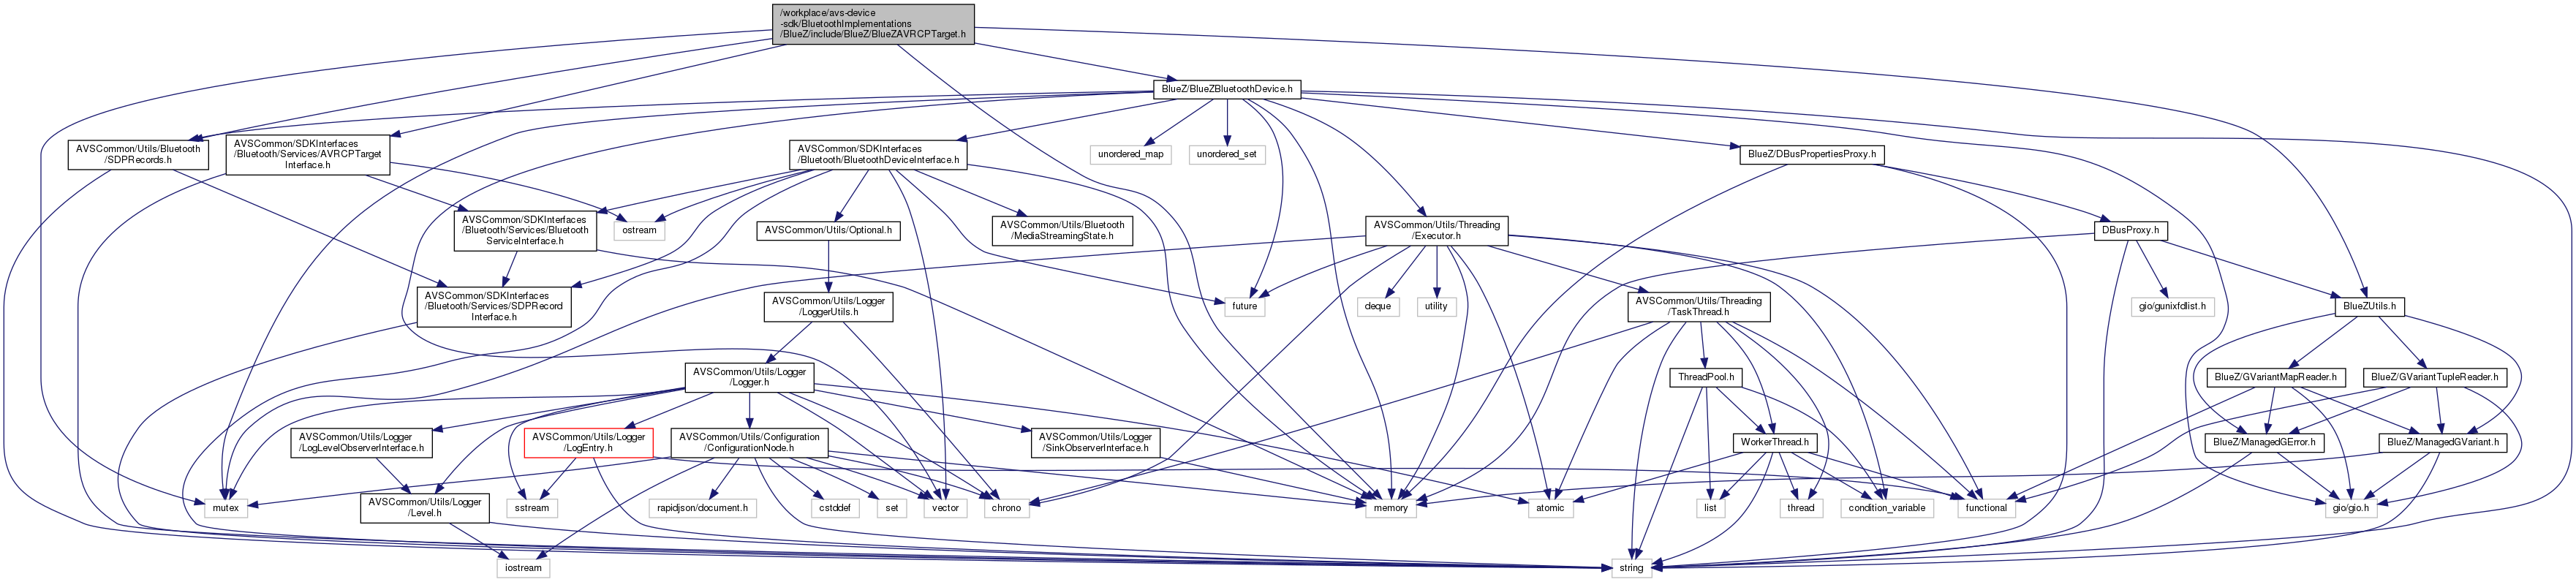 /workplace/avs-device
-sdk/BluetoothImplementations
/BlueZ/include/BlueZ/BlueZAVRCPTarget.h
BlueZ/BlueZBluetoothDevice.h
AVSCommon/Utils/Bluetooth
/SDPRecords.h
AVSCommon/SDKInterfaces
/Bluetooth/Services/AVRCPTarget
Interface.h
AVSCommon/SDKInterfaces
/Bluetooth/BluetoothDeviceInterface.h
unordered_map
unordered_set
BlueZ/DBusPropertiesProxy.h
AVSCommon/SDKInterfaces
/Bluetooth/Services/Bluetooth
ServiceInterface.h
ostream
AVSCommon/Utils/Optional.h
AVSCommon/Utils/Bluetooth
/MediaStreamingState.h
AVSCommon/Utils/Threading
/Executor.h
DBusProxy.h
AVSCommon/SDKInterfaces
/Bluetooth/Services/SDPRecord
Interface.h
AVSCommon/Utils/Logger
/LoggerUtils.h
future
deque
utility
AVSCommon/Utils/Threading
/TaskThread.h
gio/gunixfdlist.h
BlueZUtils.h
AVSCommon/Utils/Logger
/Logger.h
ThreadPool.h
BlueZ/GVariantMapReader.h
BlueZ/GVariantTupleReader.h
AVSCommon/Utils/Logger
/LogLevelObserverInterface.h
AVSCommon/Utils/Logger
/LogEntry.h
AVSCommon/Utils/Configuration
/ConfigurationNode.h
AVSCommon/Utils/Logger
/SinkObserverInterface.h
WorkerThread.h
BlueZ/ManagedGError.h
BlueZ/ManagedGVariant.h
mutex
AVSCommon/Utils/Logger
/Level.h
sstream
rapidjson/document.h
cstddef
set
vector
chrono
memory
atomic
list
thread
condition_variable
functional
gio/gio.h
iostream
string